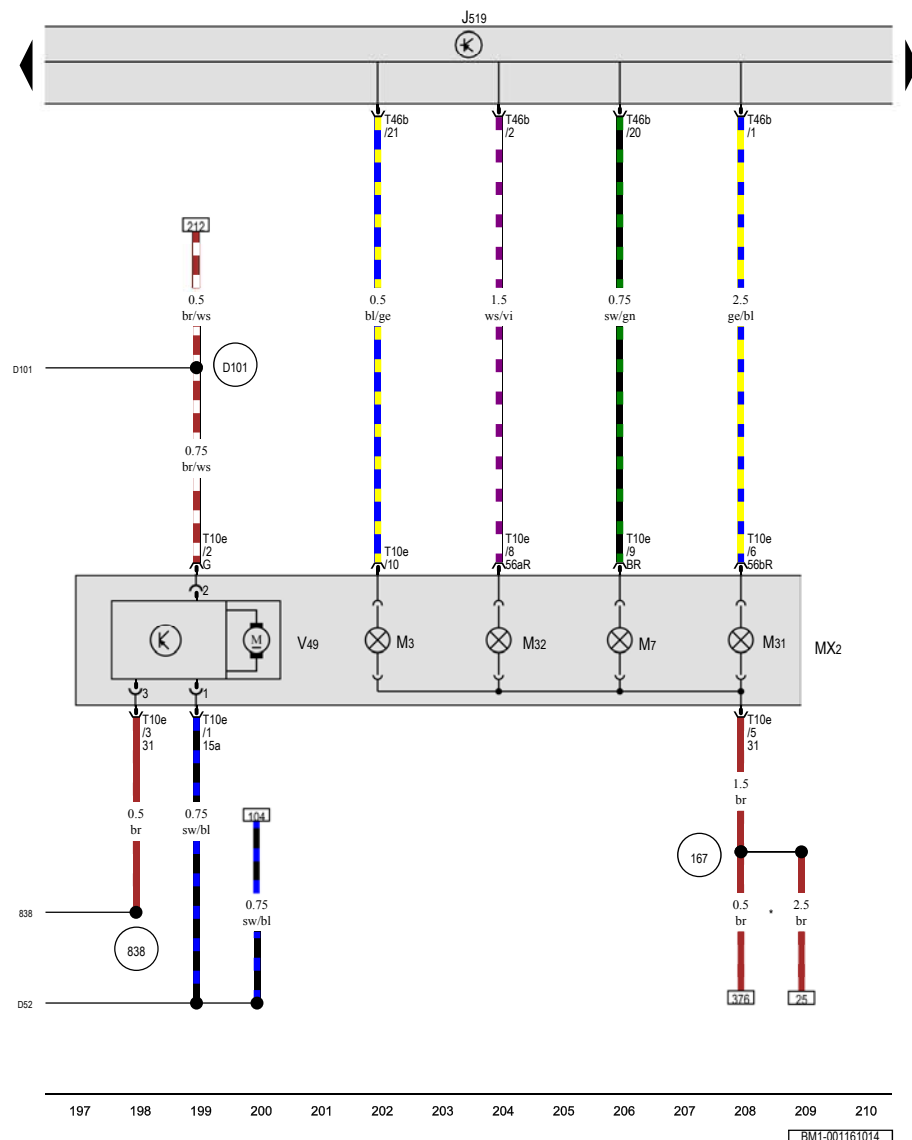 J519
T46b
/21
T46b
/2
T46b
/20
T46b
/1
212
0.5
br/ws
0.5
bl/ge
1.5
ws/vi
0.75
sw/gn
2.5
ge/bl
D101
D101
0.75
br/ws
T10e
/2
G
T10e
/10
T10e
/8
56aR
T10e
/9
BR
T10e
/6
56bR
2
M
V49
M3
M32
M7
M31
MX2
3
1
T10e
/3
31
T10e
/1
15a
T10e
/5
31
0.5
br
0.75
sw/bl
104
1.5
br
167
0.75
sw/bl
0.5
br
*
2.5
br
838
838
D52
376
25
197 198 199 200 201 202 203 204 205 206 207 208 209 210
BM1-001161014